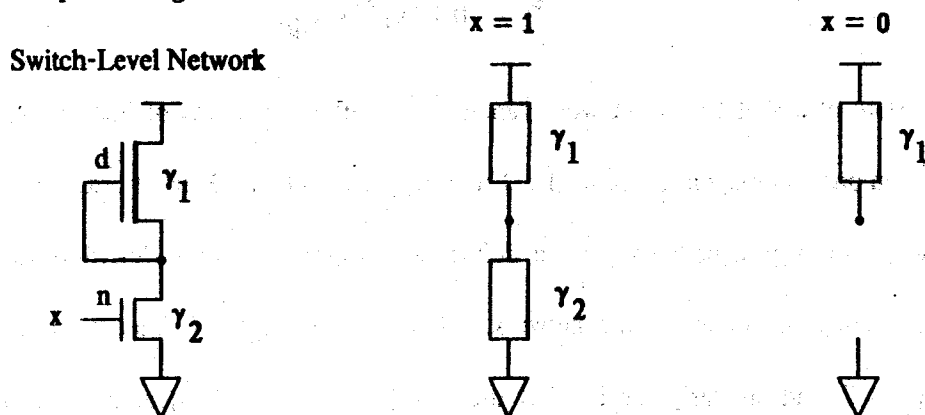 x = 1
x = 0
Switch-Level Network
d
γ1
n
x
γ2
γ1
γ2
γ1